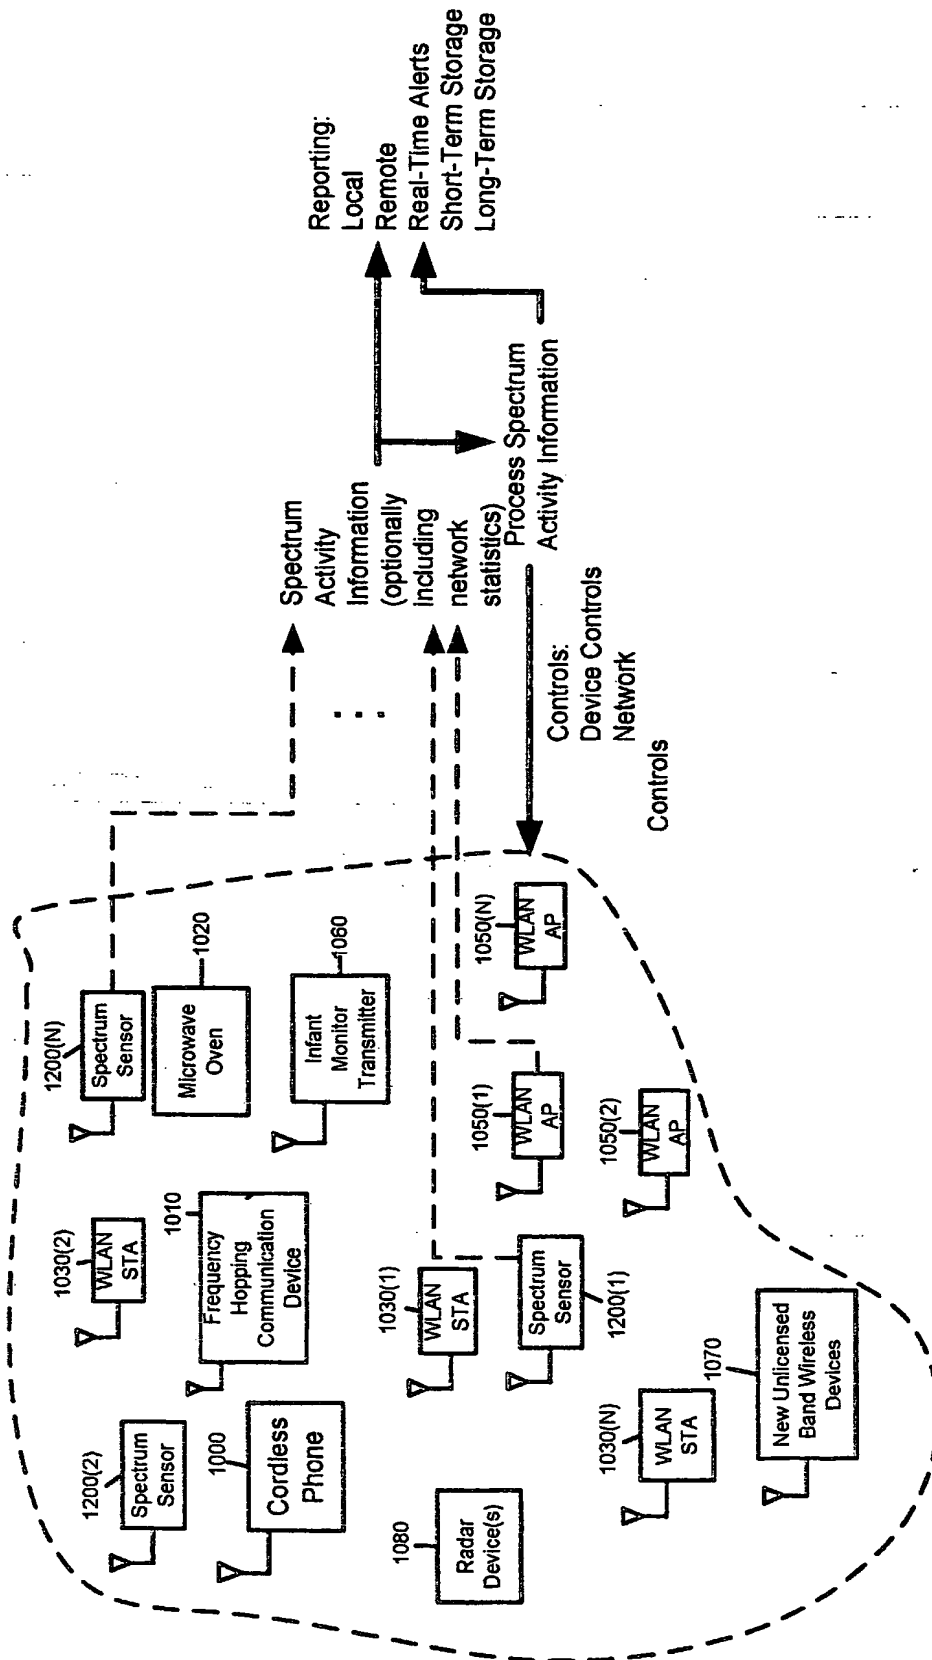 1200(2)
Spectrum
Sensor
1000
Cordless
Phone
1080
Radar
Device(s)
1030(2)
WLAN
STA
1010
Frequency
Hopping
Communication
Device
1200(N)
Spectrum
Sensor
Microwave
Oven
1020
Infant
Monitor
Transmitter
1060
1030(1)
WLAN
STA
Spectrum
Sensor
1200(1)
1050(1)
WLAN
AP
1050(N)
WLAN
AP
1050(2)
WLAN
AP
1030(N)
WLAN
STA
1070
New Unlicensed
Band Wireless
Devices
Spectrum
Activity
Information
(optionally
including
network
statistics)
Process Spectrum
Activity Information
Controls:
Device Controls
Network
Controls
Reporting:
Local
Remote
Real-Time Alerts
Short-Term Storage
Long-Term Storage